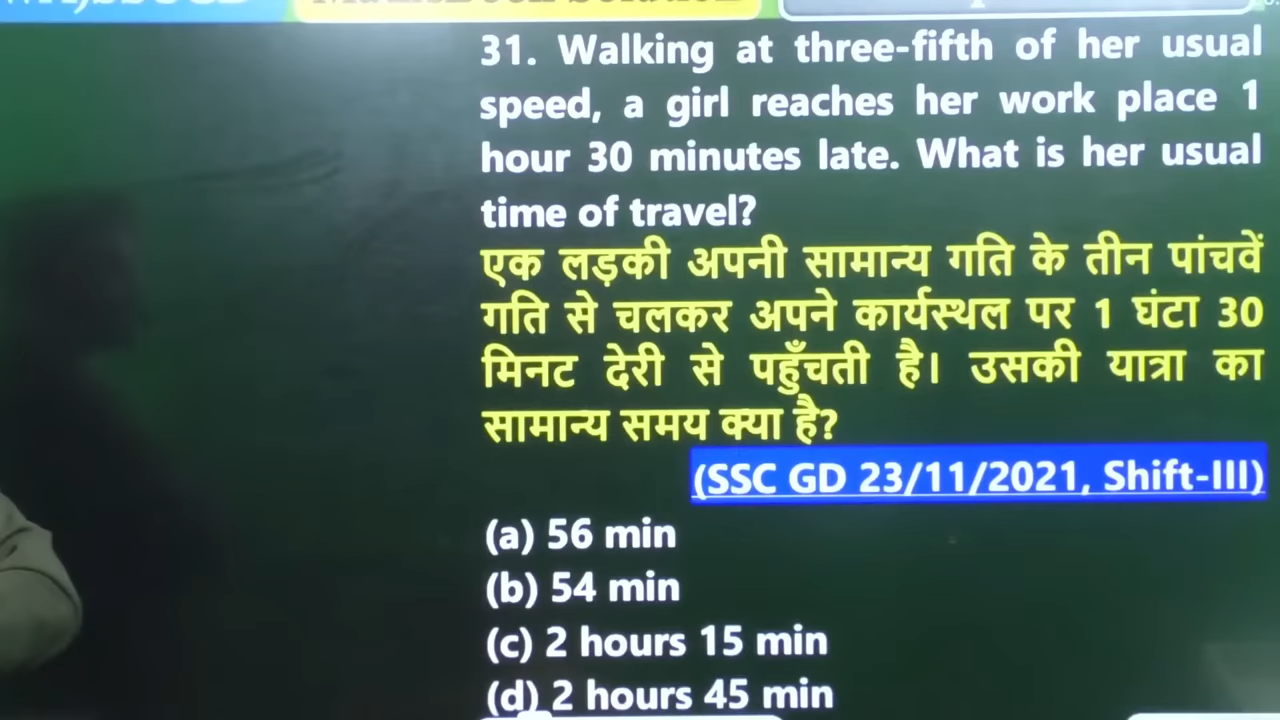 31. Walking at three-fifth of her usual
speed, a girl reaches her work place 1
hour 30 minutes late. What is her usual
time of travel?
एक लड़की अपनी सामान्य गति के तीन पांचवें
गति से चलकर अपने कार्यस्थल पर 1 घंटा 30
मिनट देरी से पहुँचती है। उसकी यात्रा का
सामान्य समय क्या है?
(SSC GD 23/11/2021, Shift-III)
(a) 56 min
(b) 54 min
(c) 2 hours 15 min
(d) 2 hours 45 min